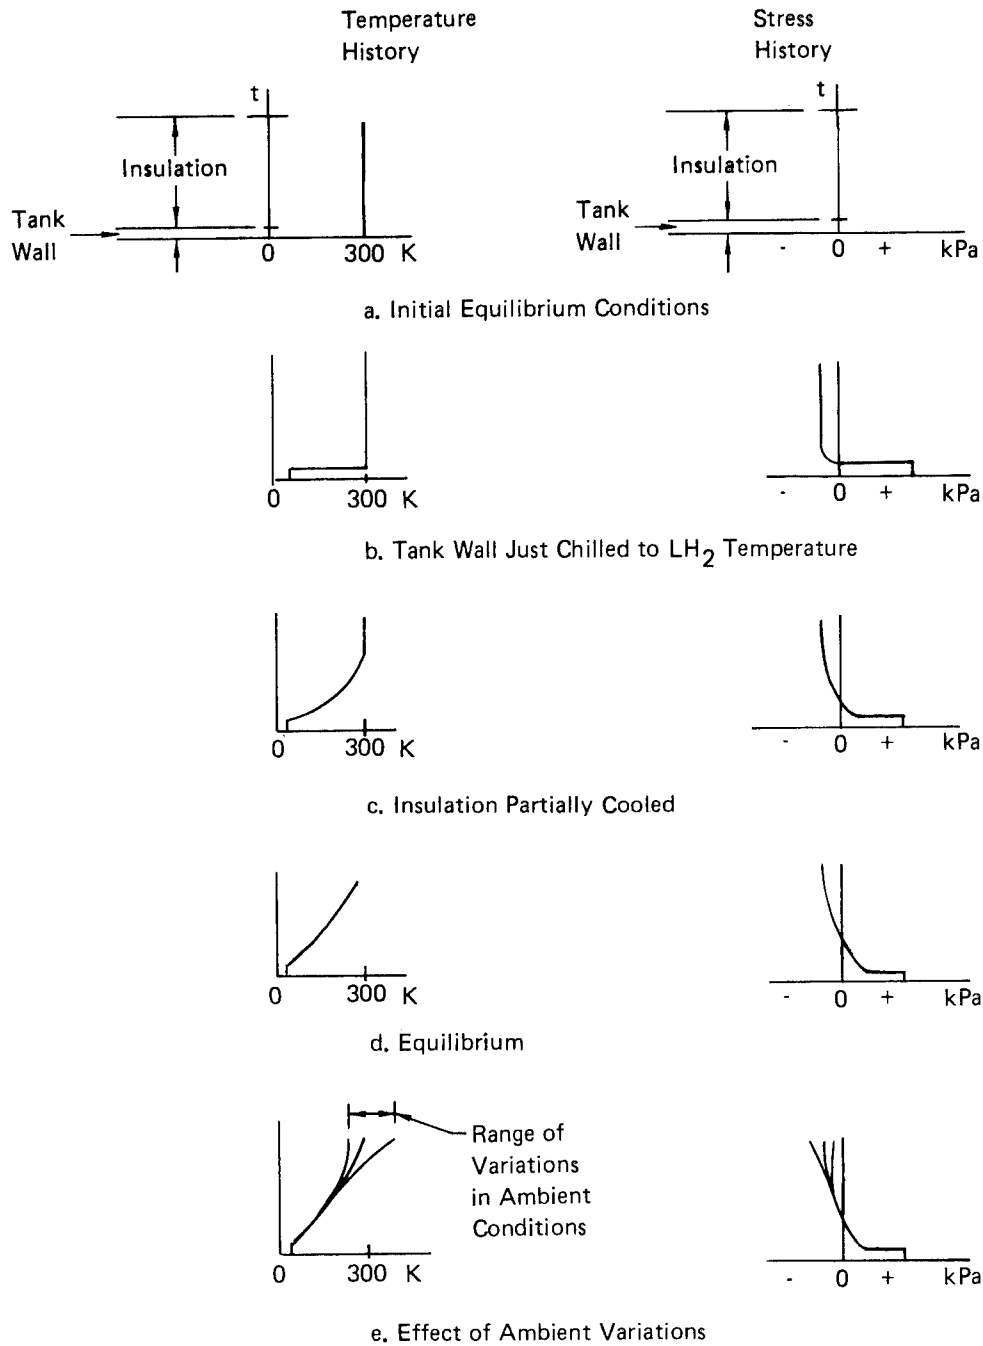 Temperature
History
Stress
History
t
Insulation
Tank
Wall
0 300 K
t
Insulation
Tank
Wall
- 0 + kPa
a. Initial Equilibrium Conditions
0 300 K
- 0 + kPa
b. Tank Wall Just Chilled to LH2 Temperature
0 300 K
- 0 + kPa
c. Insulation Partially Cooled
0 300 K
- 0 + kPa
d. Equilibrium
Range of
Variations
in Ambient
Conditions
0 300 K
- 0 + kPa
e. Effect of Ambient Variations